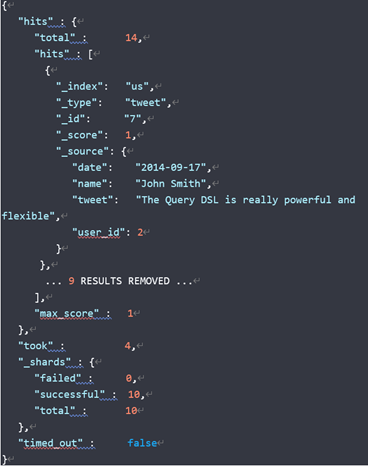 {
"hits" : {
"total" : 14,
"hits" : [
{
"_index": "us",
"_type": "tweet",
"_id": "7",
"_score": 1,
"_source": {
"date": "2014-09-17",
"name": "John Smith",
"tweet": "The Query DSL is really powerful and
flexible",
"user_id": 2
}
},
... 9 RESULTS REMOVED ...
],
"max_score" : 1
},
"took" : 4,
"_shards" : {
"failed" : 0,
"successful" : 10,
"total" : 10
},
"timed_out" : false
}